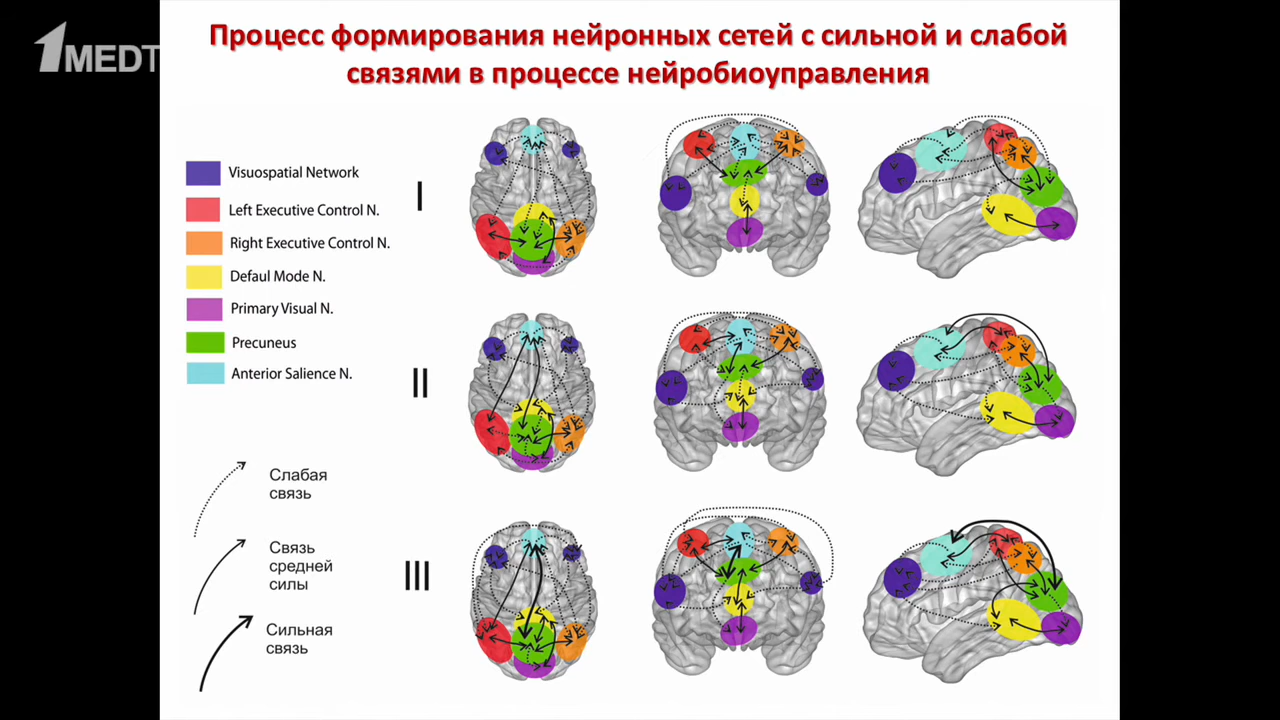 1MEDT
Процесс формирования нейронных сетей с сильной и слабой
связями в процессе нейробиоуправления
Visuospatial Network
Left Executive Control N.
Right Executive Control N.
Defaul Mode N.
Primary Visual N.
Precuneus
Anterior Salience N.
I
II
III
Слабая
связь
Связь
средней
силы
Сильная
связь